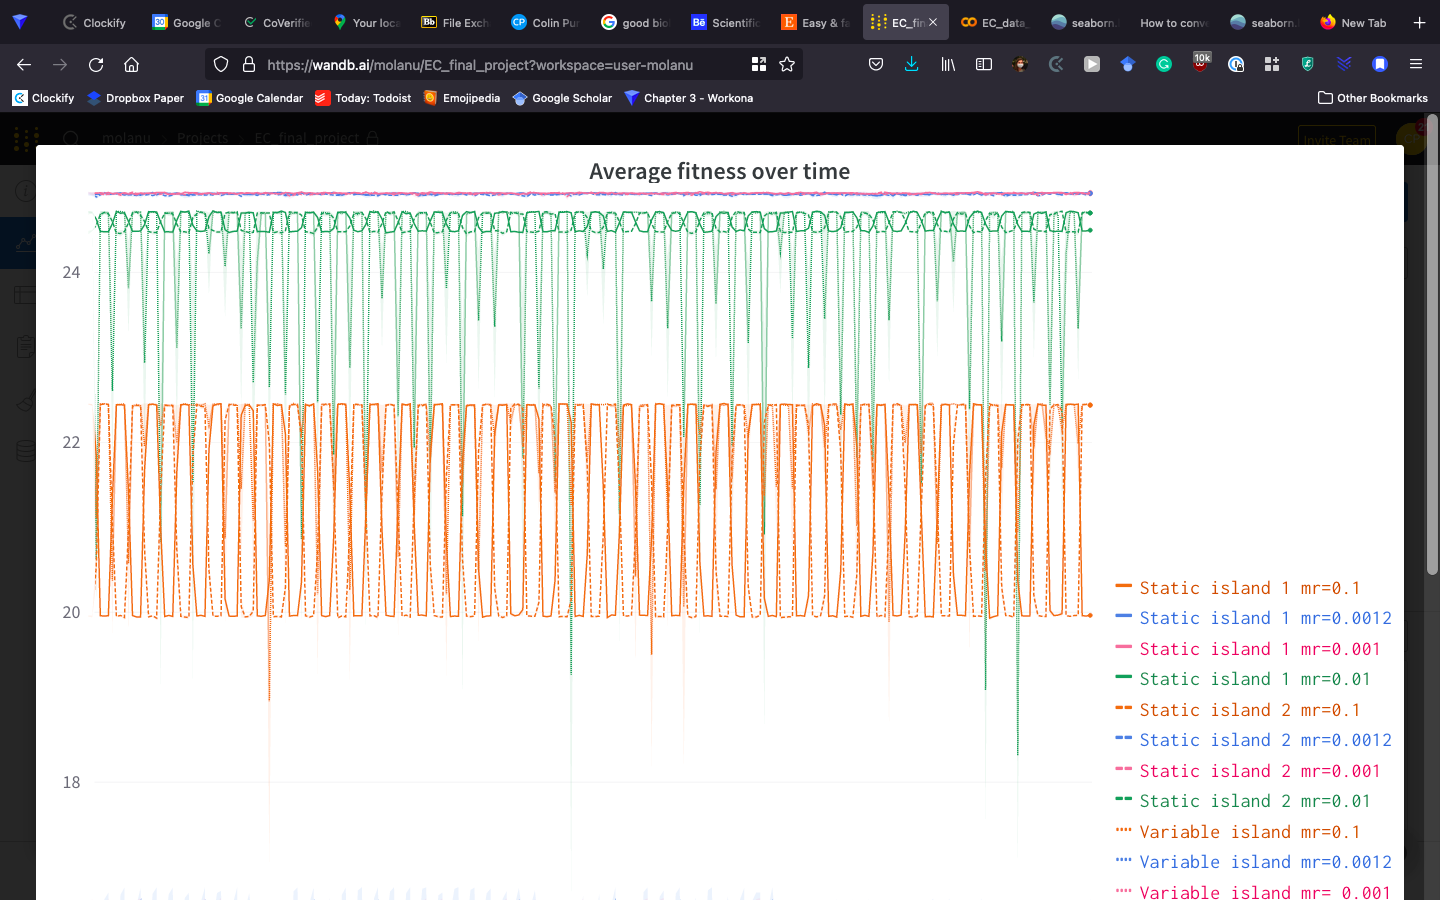 Clockify
Google C
CoVerifie
Your loca
File Exch
Colin Pur
good bio
Scientific
Easy & fa
EC_fin
EC_data_
seaborn.
How to conve
seaborn.
New Tab
https://wandb.ai/molanu/EC_final_project?workspace=user-molanu
10k
Clockify
Dropbox Paper
Google Calendar
Today: Todoist
Emojipedia
Google Scholar
Chapter 3 - Workona
Other Bookmarks
molanu > Projects > EC_final_project
Invite Team
Average fitness over time
24
22
20
18
Static island 1 mr=0.1
Static island 1 mr=0.0012
Static island 1 mr=0.001
Static island 1 mr=0.01
Static island 2 mr=0.1
Static island 2 mr=0.0012
Static island 2 mr=0.001
Static island 2 mr=0.01
Variable island mr=0.1
Variable island mr=0.0012
Variable island mr= 0.001